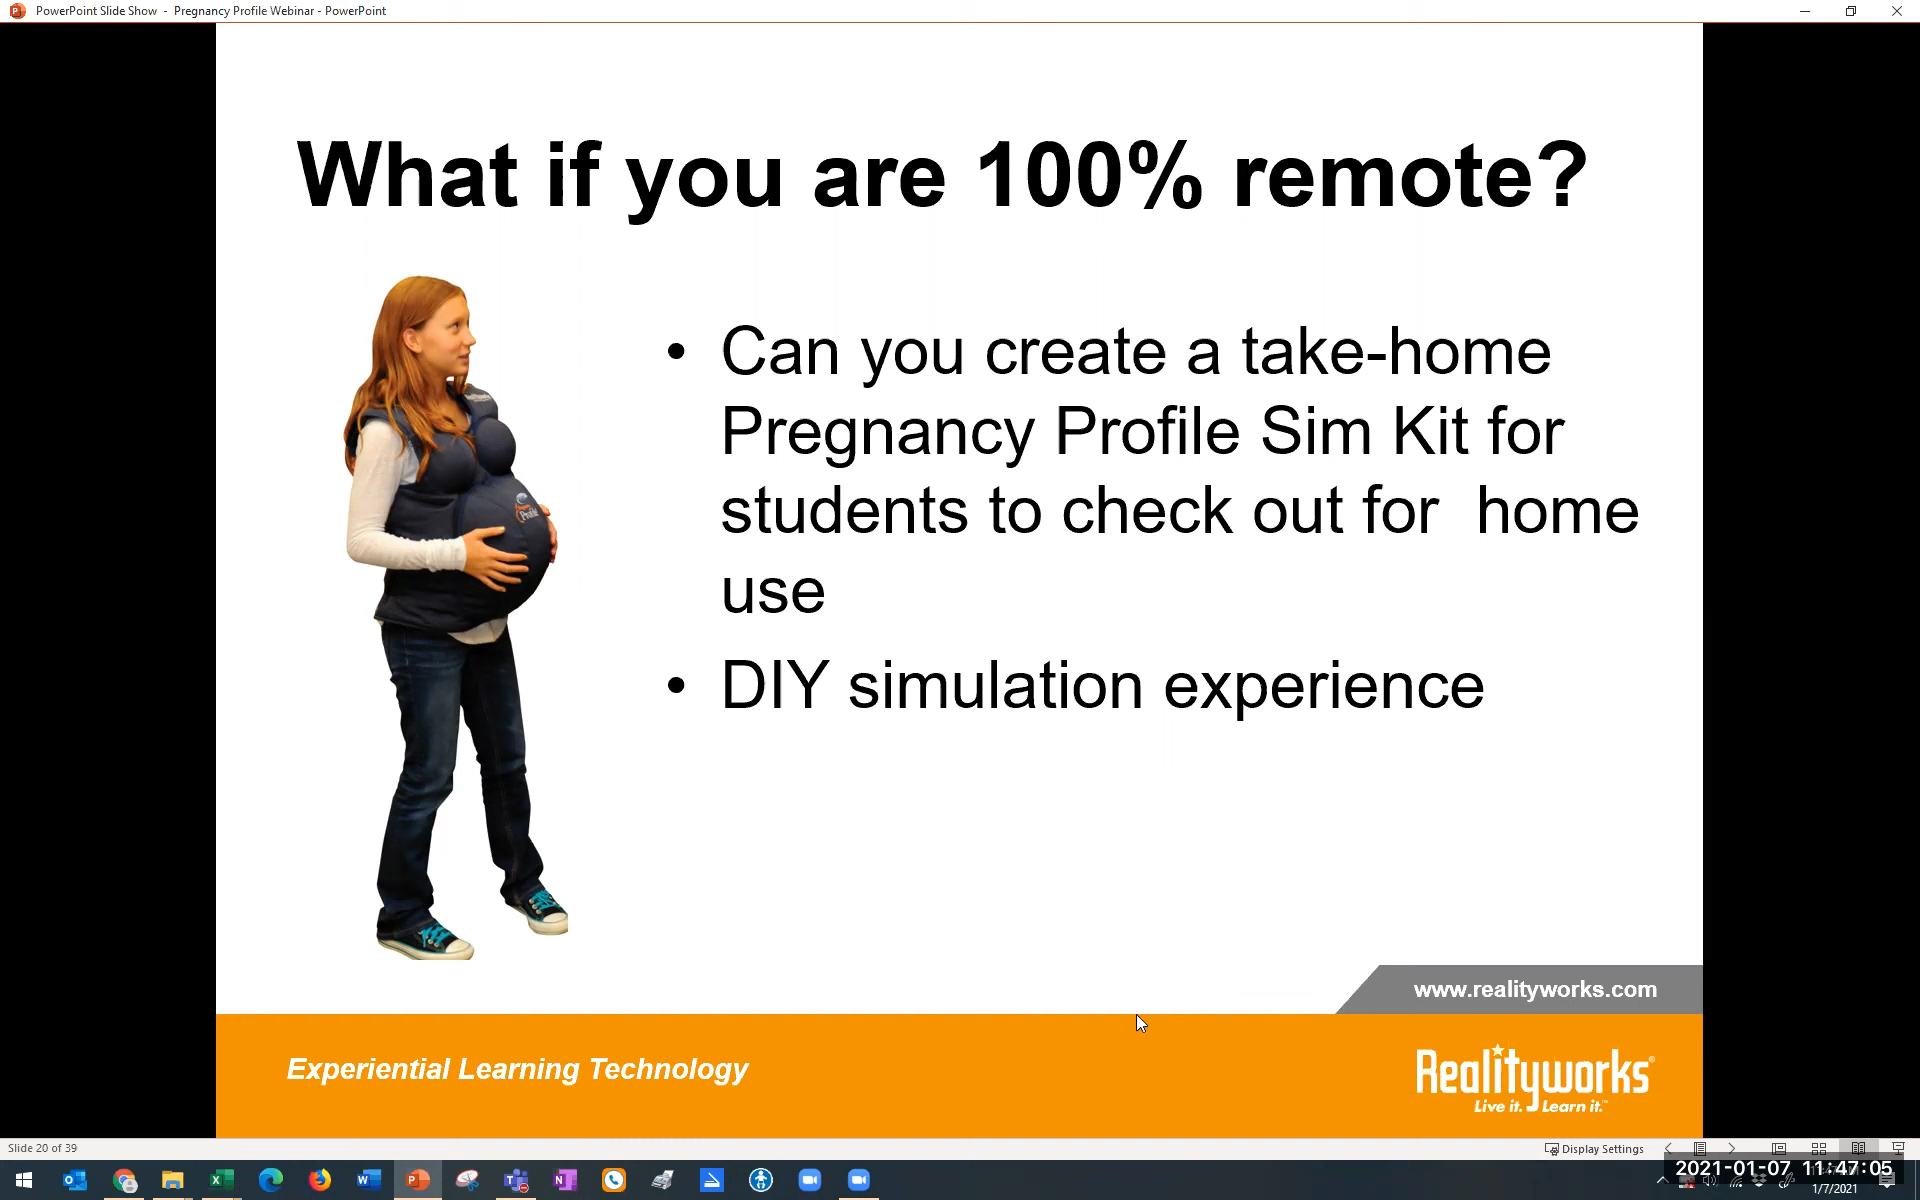 PowerPoint Slide Show - Pregnancy Profile Webinar - PowerPoint
What if you are 100% remote?
• Can you create a take-home
Pregnancy Profile Sim Kit for
students to check out for  home
use
• DIY simulation experience
Profile
www.realityworks.com
Experiential Learning Technology
Realityworks®
Live it. Learn it.™
Slide 20 of 39
Display Settings
2021-01-07 11:47:05
1/7/2021